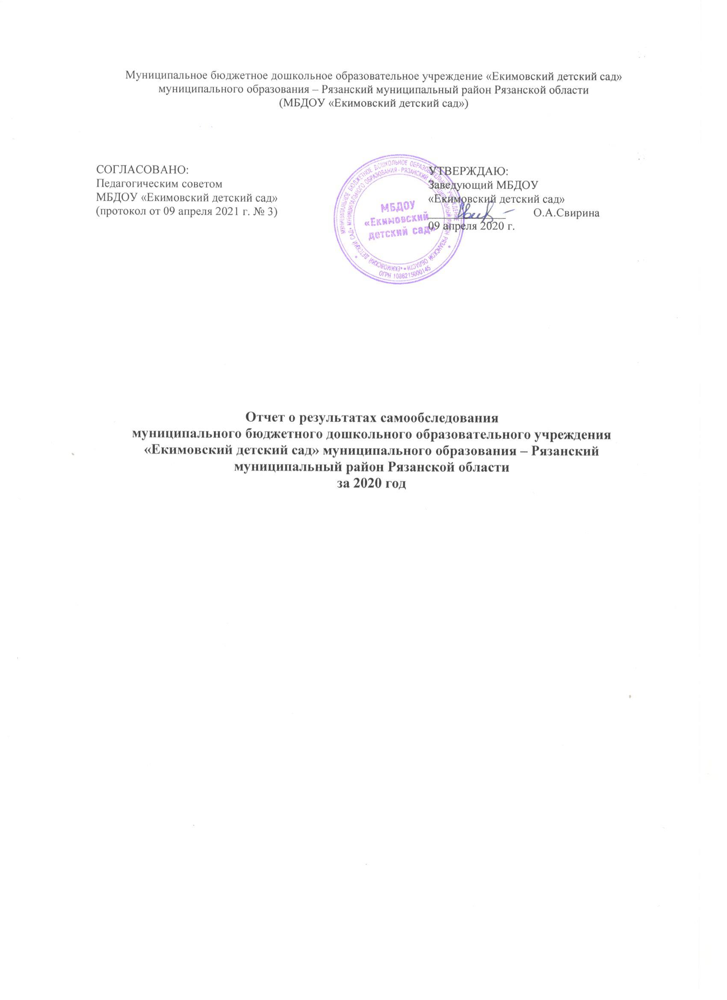 Муниципальное бюджетное дошкольное образовательное учреждение «Екимовский детский сад»
муниципального образования – Рязанский муниципальный район Рязанской области
(МБДОУ «Екимовский детский сад»)
СОГЛАСОВАНО:
Педагогическим советом
МБДОУ «Екимовский детский сад»
(протокол от 09 апреля 2021 г. № 3)
УТВЕРЖДАЮ:
Заведующий МБДОУ
«Екимовский детский сад»
О.А.Свирина
09 апреля 2020 г.
МУНИЦИПАЛЬНОЕ БЮДЖЕТНОЕ ДОШКОЛЬНОЕ ОБРАЗОВАТЕЛЬНОЕ УЧРЕЖДЕНИЕ
МУНИЦИПАЛЬНОГО ОБРАЗОВАНИЯ - РЯЗАНСКИЙ МУНИЦИПАЛЬНЫЙ РАЙОН РЯЗАНСКОЙ ОБЛАСТИ
«ЕКИМОВСКИЙ ДЕТСКИЙ САД»
ОГРН 1086215000145
МБДОУ
«Екимовский
детский сад»
Отчет о результатах самообследования
муниципального бюджетного дошкольного образовательного учреждения
«Екимовский детский сад» муниципального образования – Рязанский
муниципальный район Рязанской области
за 2020 год